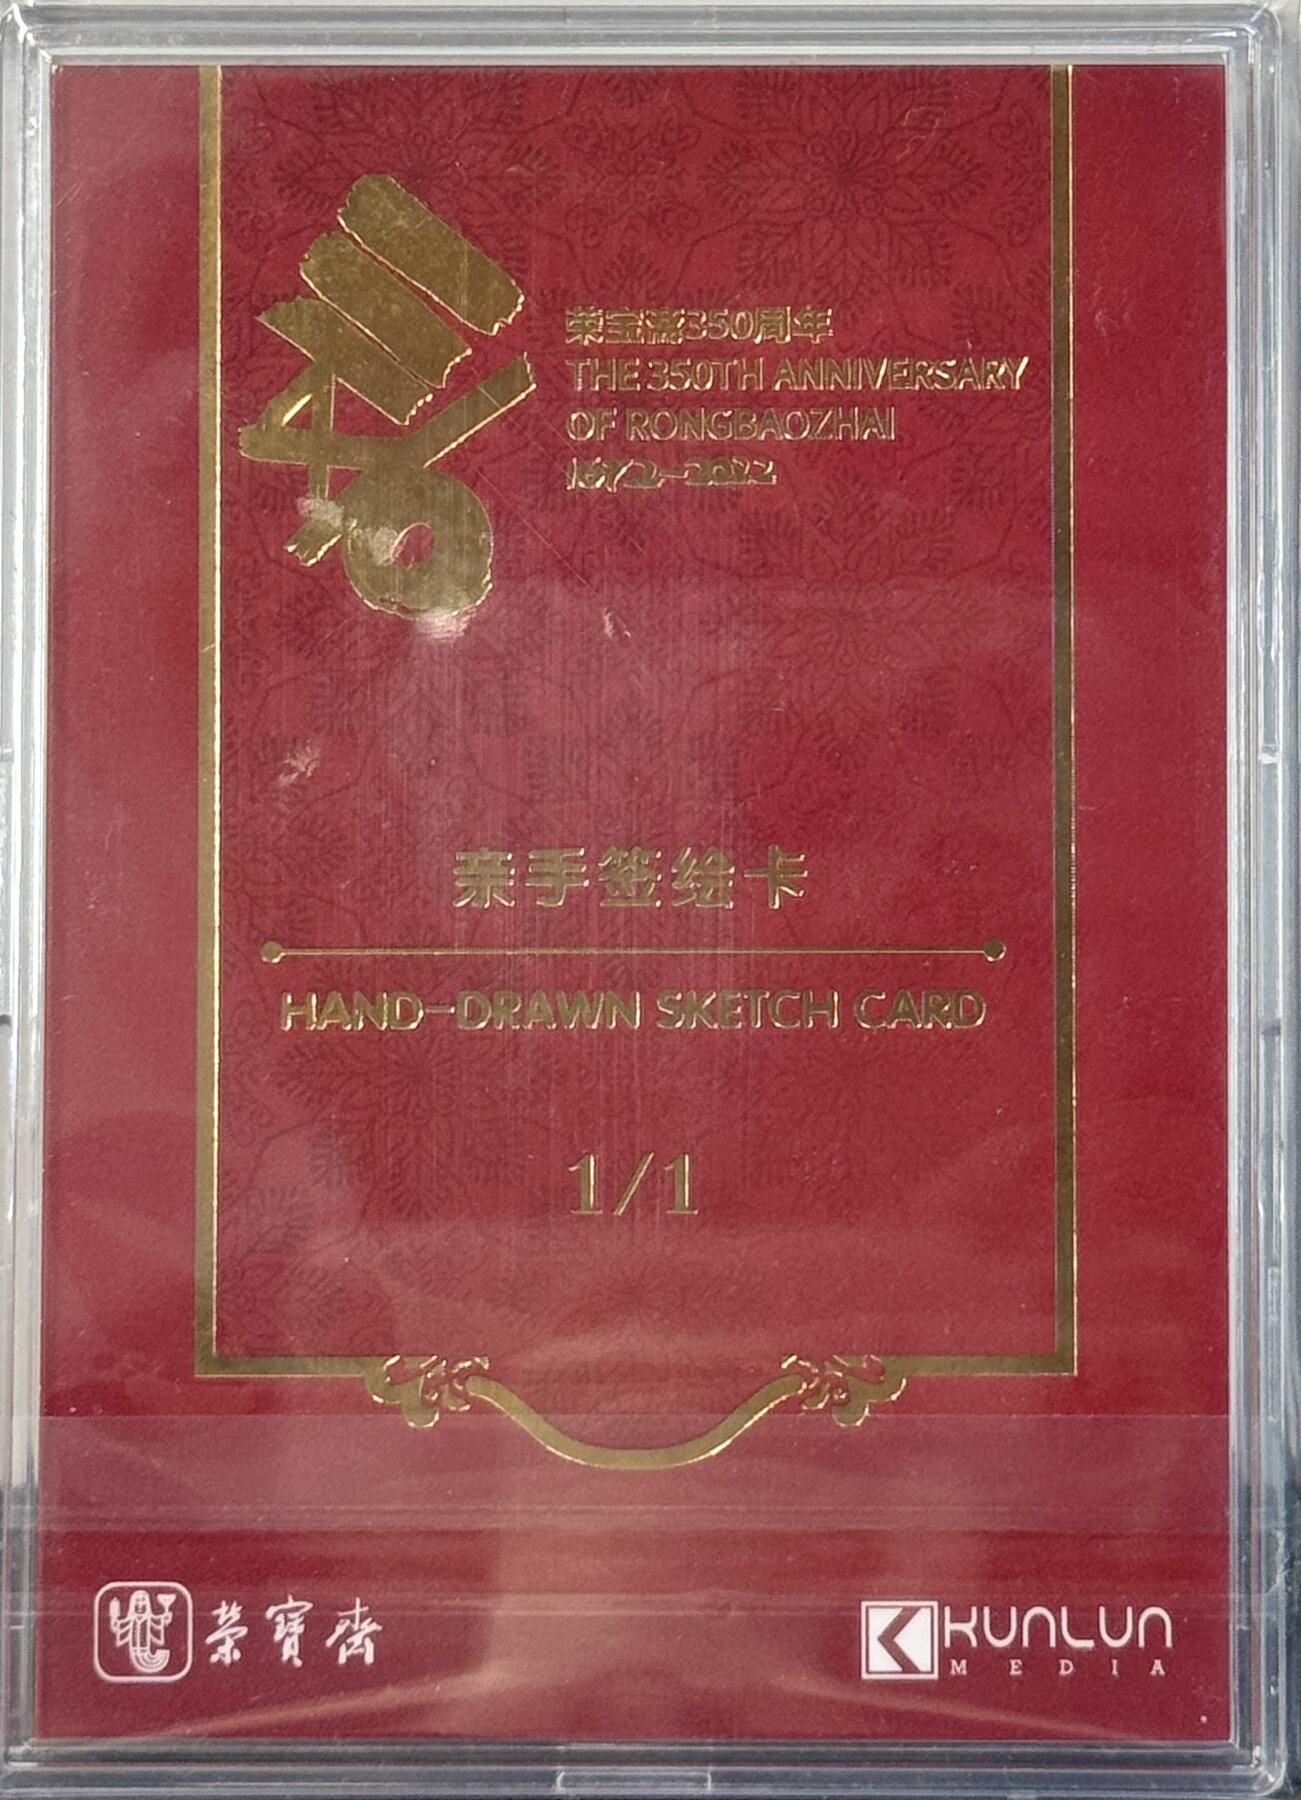 荣宝斋350周年
THE 350TH ANNIVERSARY
OF RONGBAOZHAI
1672-2022
亲手签绘卡
HAND-DRAWN SKETCH CARD
1/1
榮寶齋
KUNLUN
MEDIA